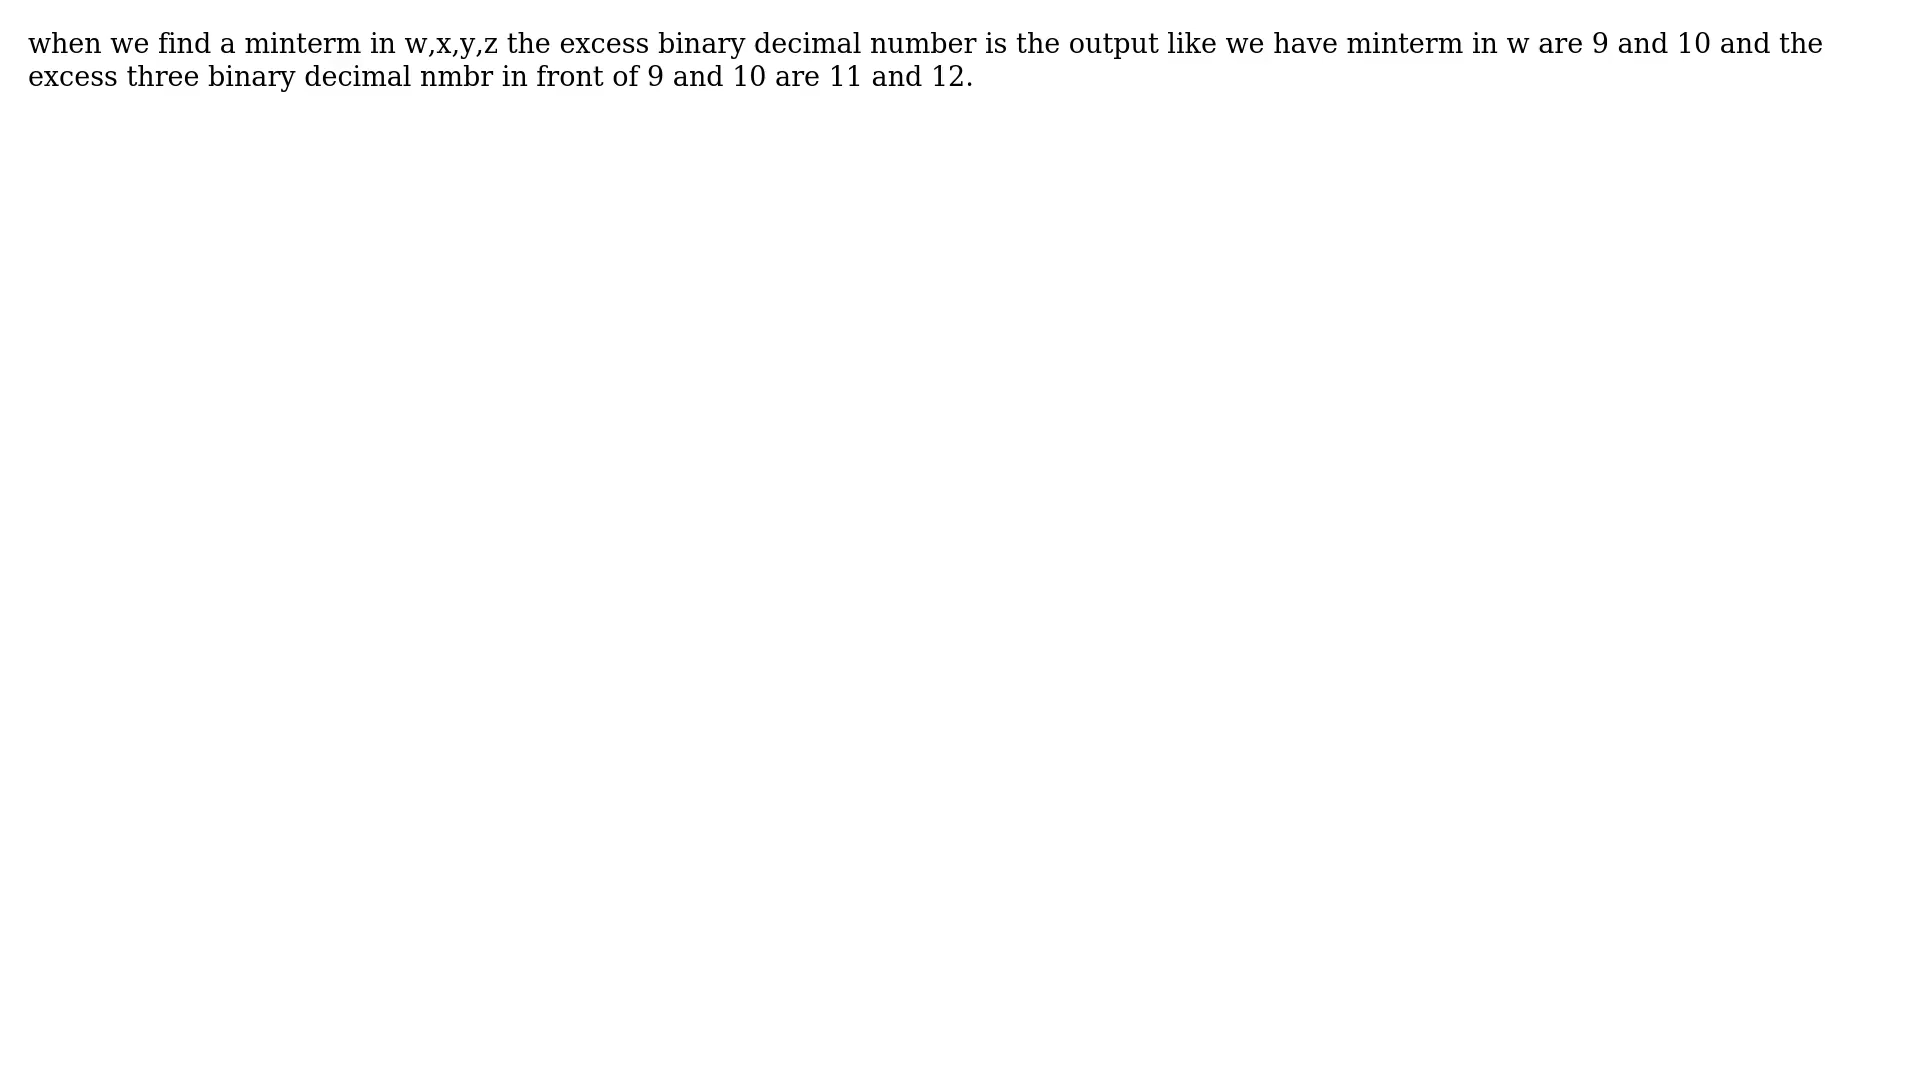 when we find a minterm in w,x,y,z the excess binary decimal number is the output like we have minterm in w are 9 and 10 and the
excess three binary decimal nmbr in front of 9 and 10 are 11 and 12.